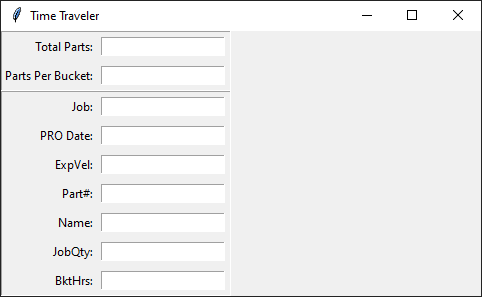 Time Traveler
Total Parts:
Parts Per Bucket:
Job:
PRO Date:
ExpVel:
Part#:
Name:
JobQty:
BktHrs: